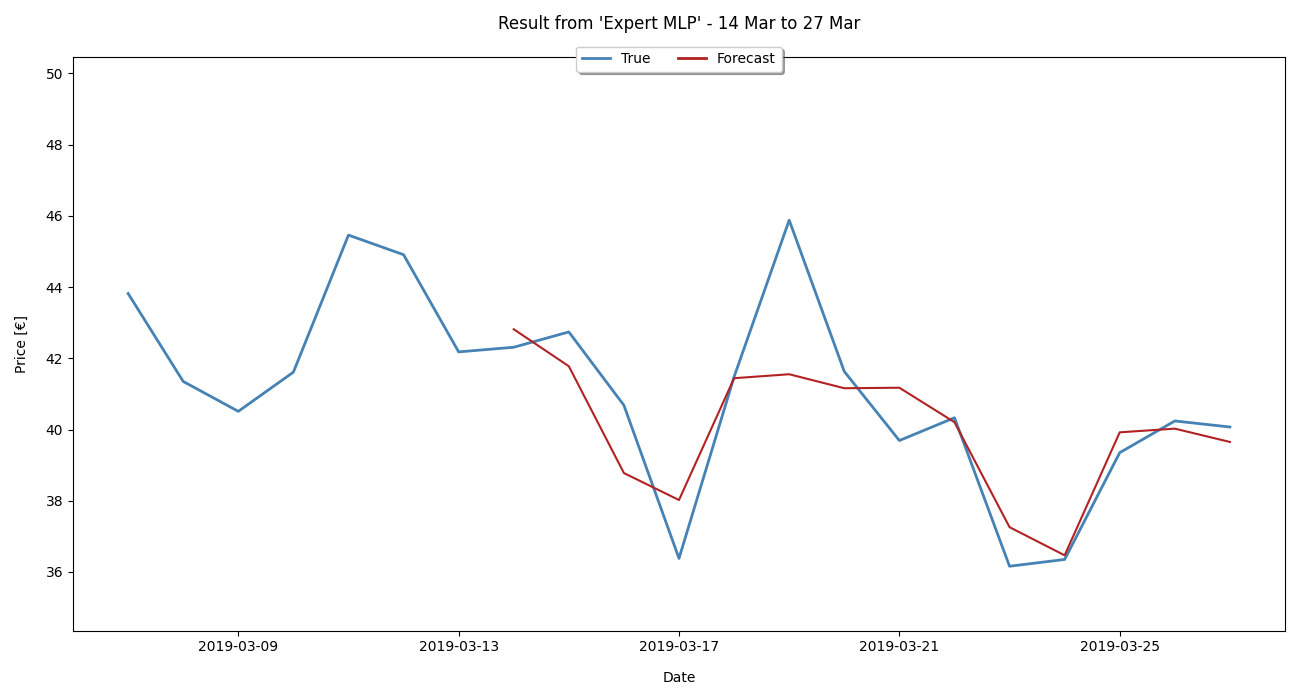 Result from 'Expert MLP' - 14 Mar to 27 Mar
True
Forecast
50
48
46
44
42
40
38
36
Price [€]
2019-03-09
2019-03-13
2019-03-17
2019-03-21
2019-03-25
Date